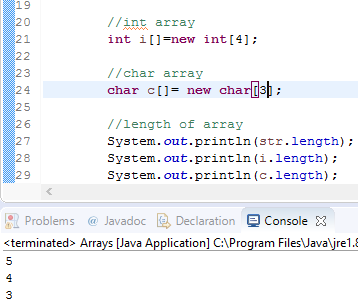 19
20 //int array
21 int i[]=new int[4];
22
23 //char array
24 char c[]= new char[3];
25
26 //length of array
27 System.out.println(str.length);
28 System.out.println(i.length);
29 System.out.println(c.length);
Problems @ Javadoc Declaration Console
<terminated> Arrays [Java Application] C:\Program Files\Java\jre1.8
5
4
3